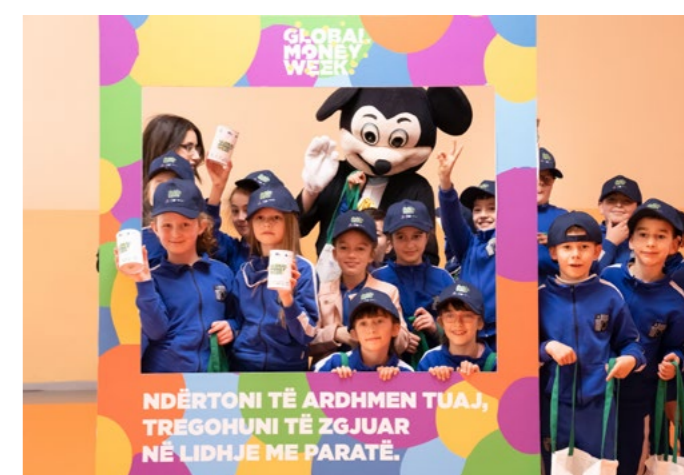 GLOBAL
MONEY
WEEK
NDËRTONI TË ARDHMEN TUAJ,
TREGOHUNI TË ZGJUAR
NË LIDHJE ME PARATË.